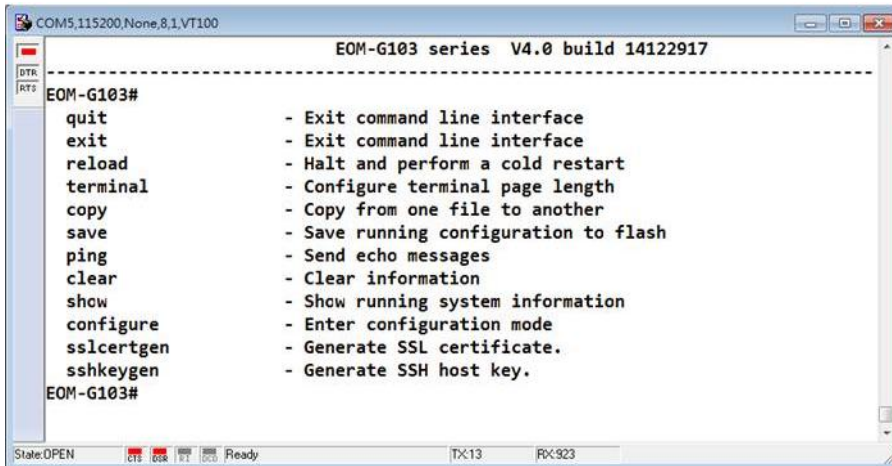 COM5,115200,None,8,1,VT100
EOM-G103 series V4.0 build 14122917
--------------------------------------------------------------------------------
DTR
RTS
EOM-G103#
quit - Exit command line interface
exit - Exit command line interface
reload - Halt and perform a cold restart
terminal - Configure terminal page length
copy - Copy from one file to another
save - Save running configuration to flash
ping - Send echo messages
clear - Clear information
show - Show running system information
configure - Enter configuration mode
sslcertgen - Generate SSL certificate.
sshkeygen - Generate SSH host key.
EOM-G103#
State:OPEN CTS DSR RI DCD Ready TX:13 RX:923